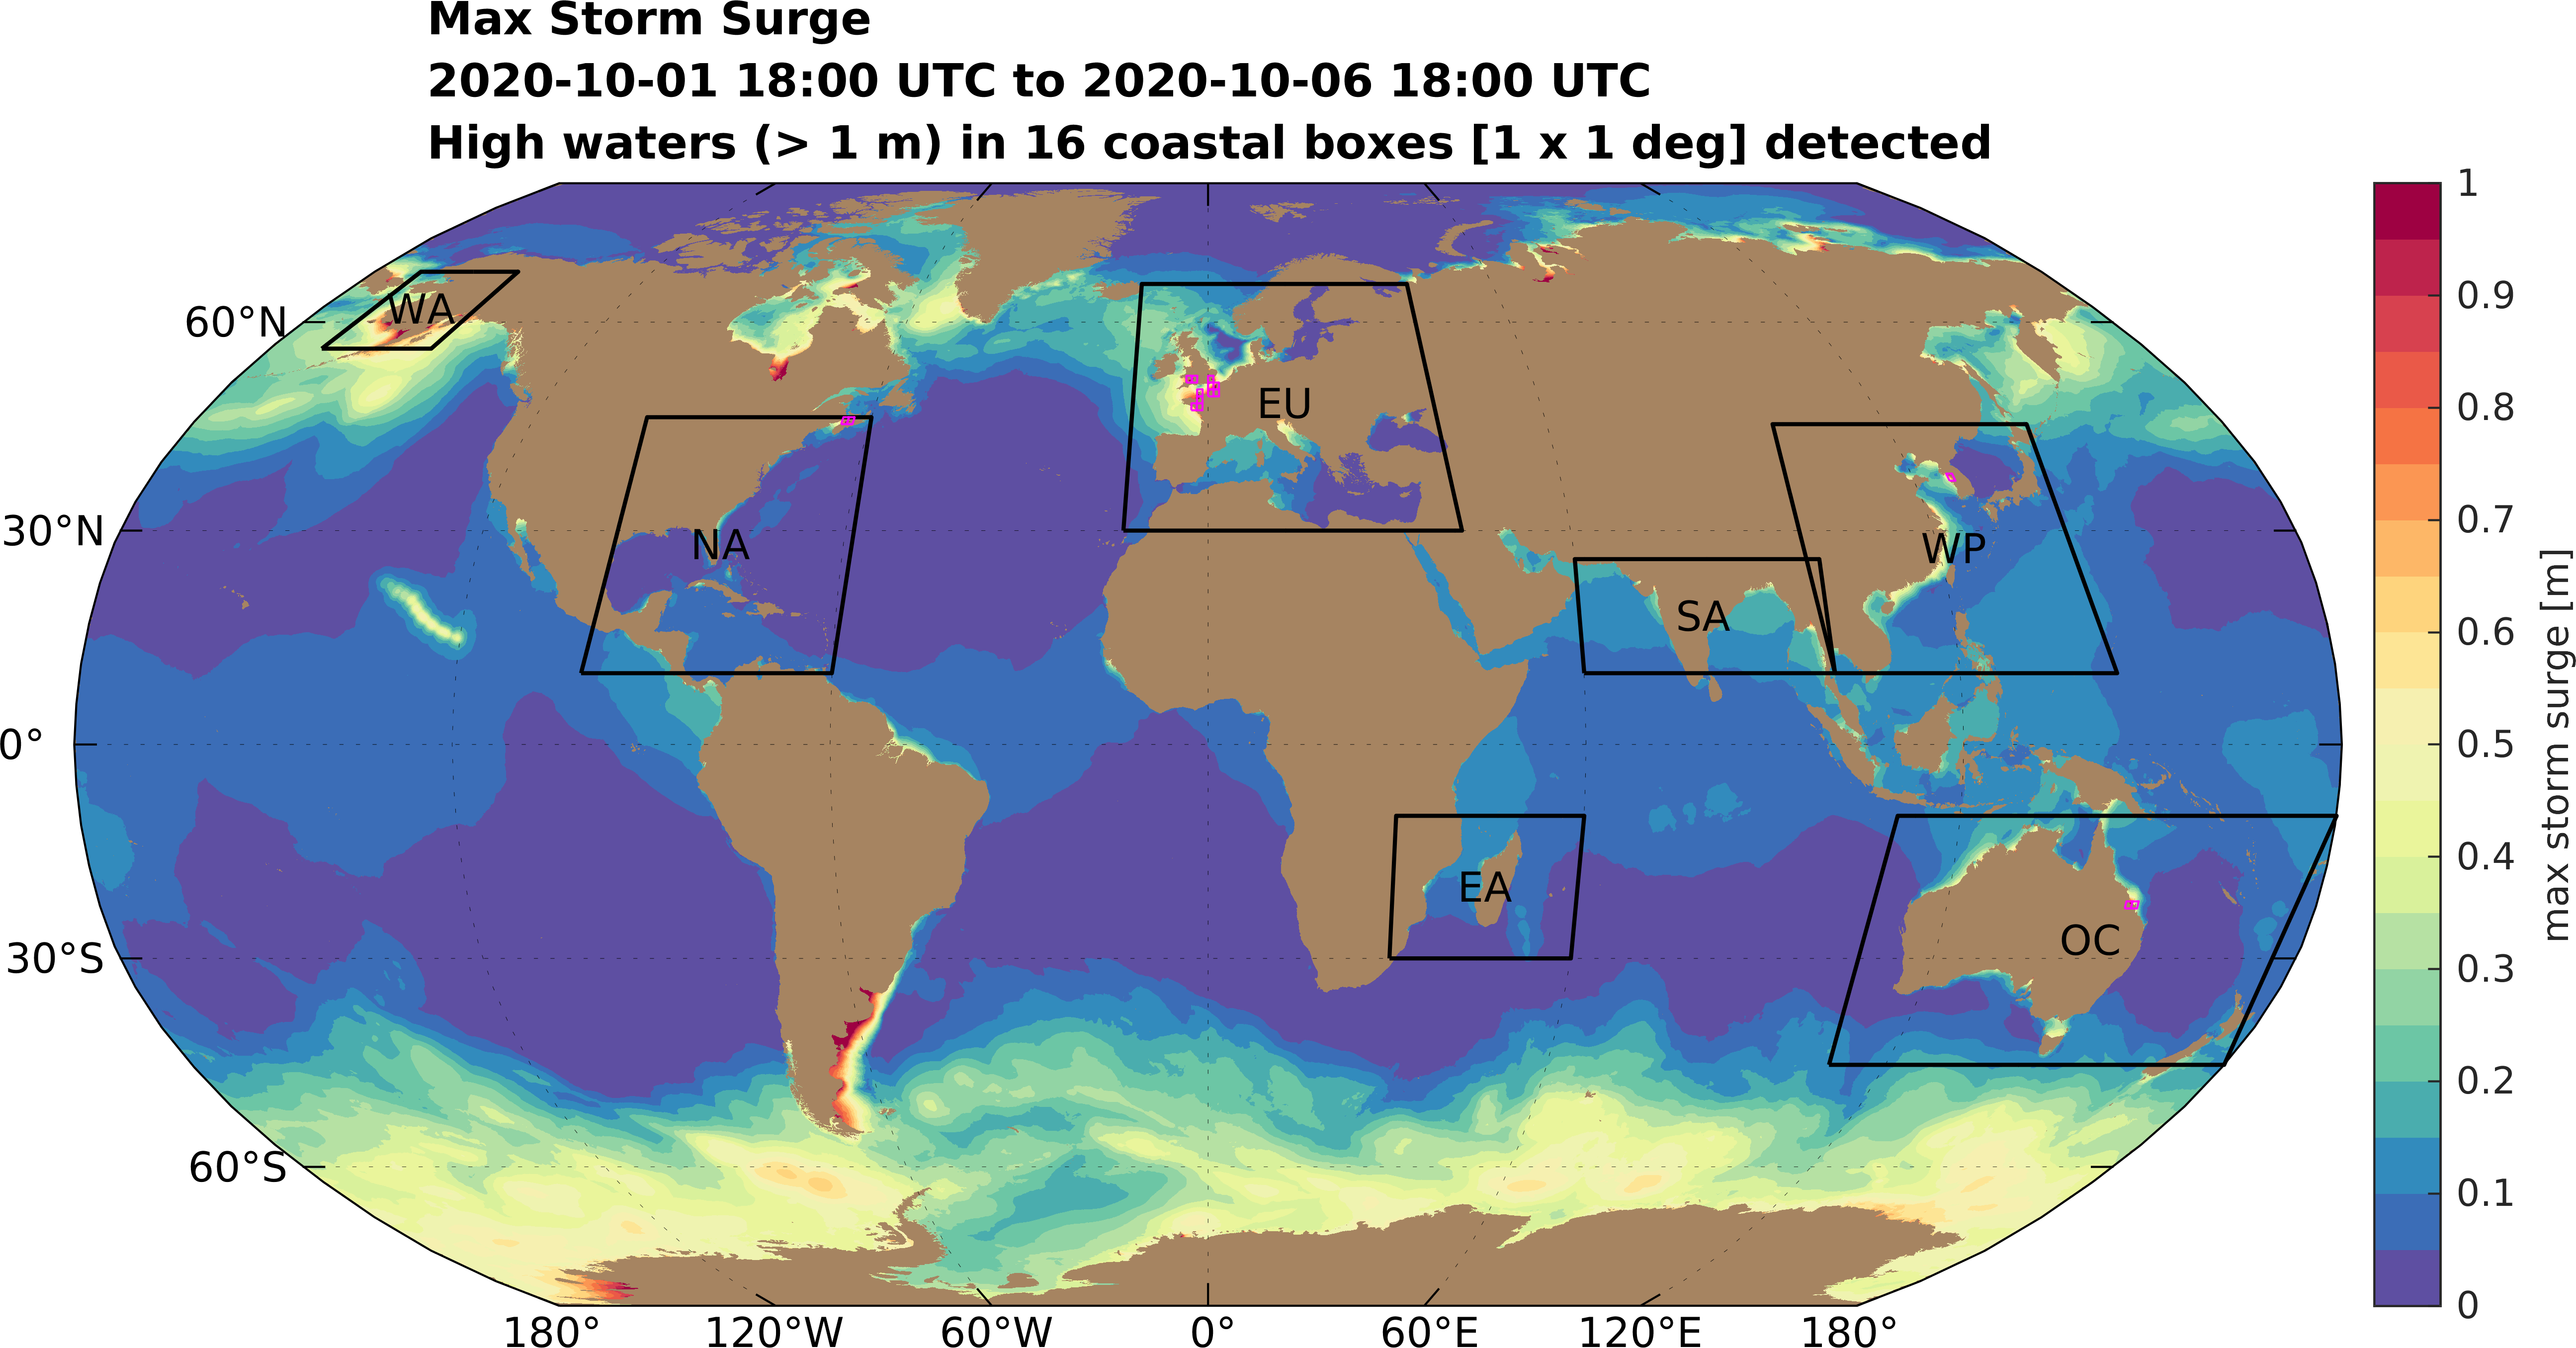 Max Storm Surge
2020-10-01 18:00 UTC to 2020-10-06 18:00 UTC
High waters (> 1 m) in 16 coastal boxes [1 x 1 deg] detected
60°N
30°N
0°
30°S
60°S
WA
NA
EU
SA
WP
EA
OC
180°
120°W
60°W
0°
60°E
120°E
180°
1
0.9
0.8
0.7
0.6
0.5
0.4
0.3
0.2
0.1
0
max storm surge [m]